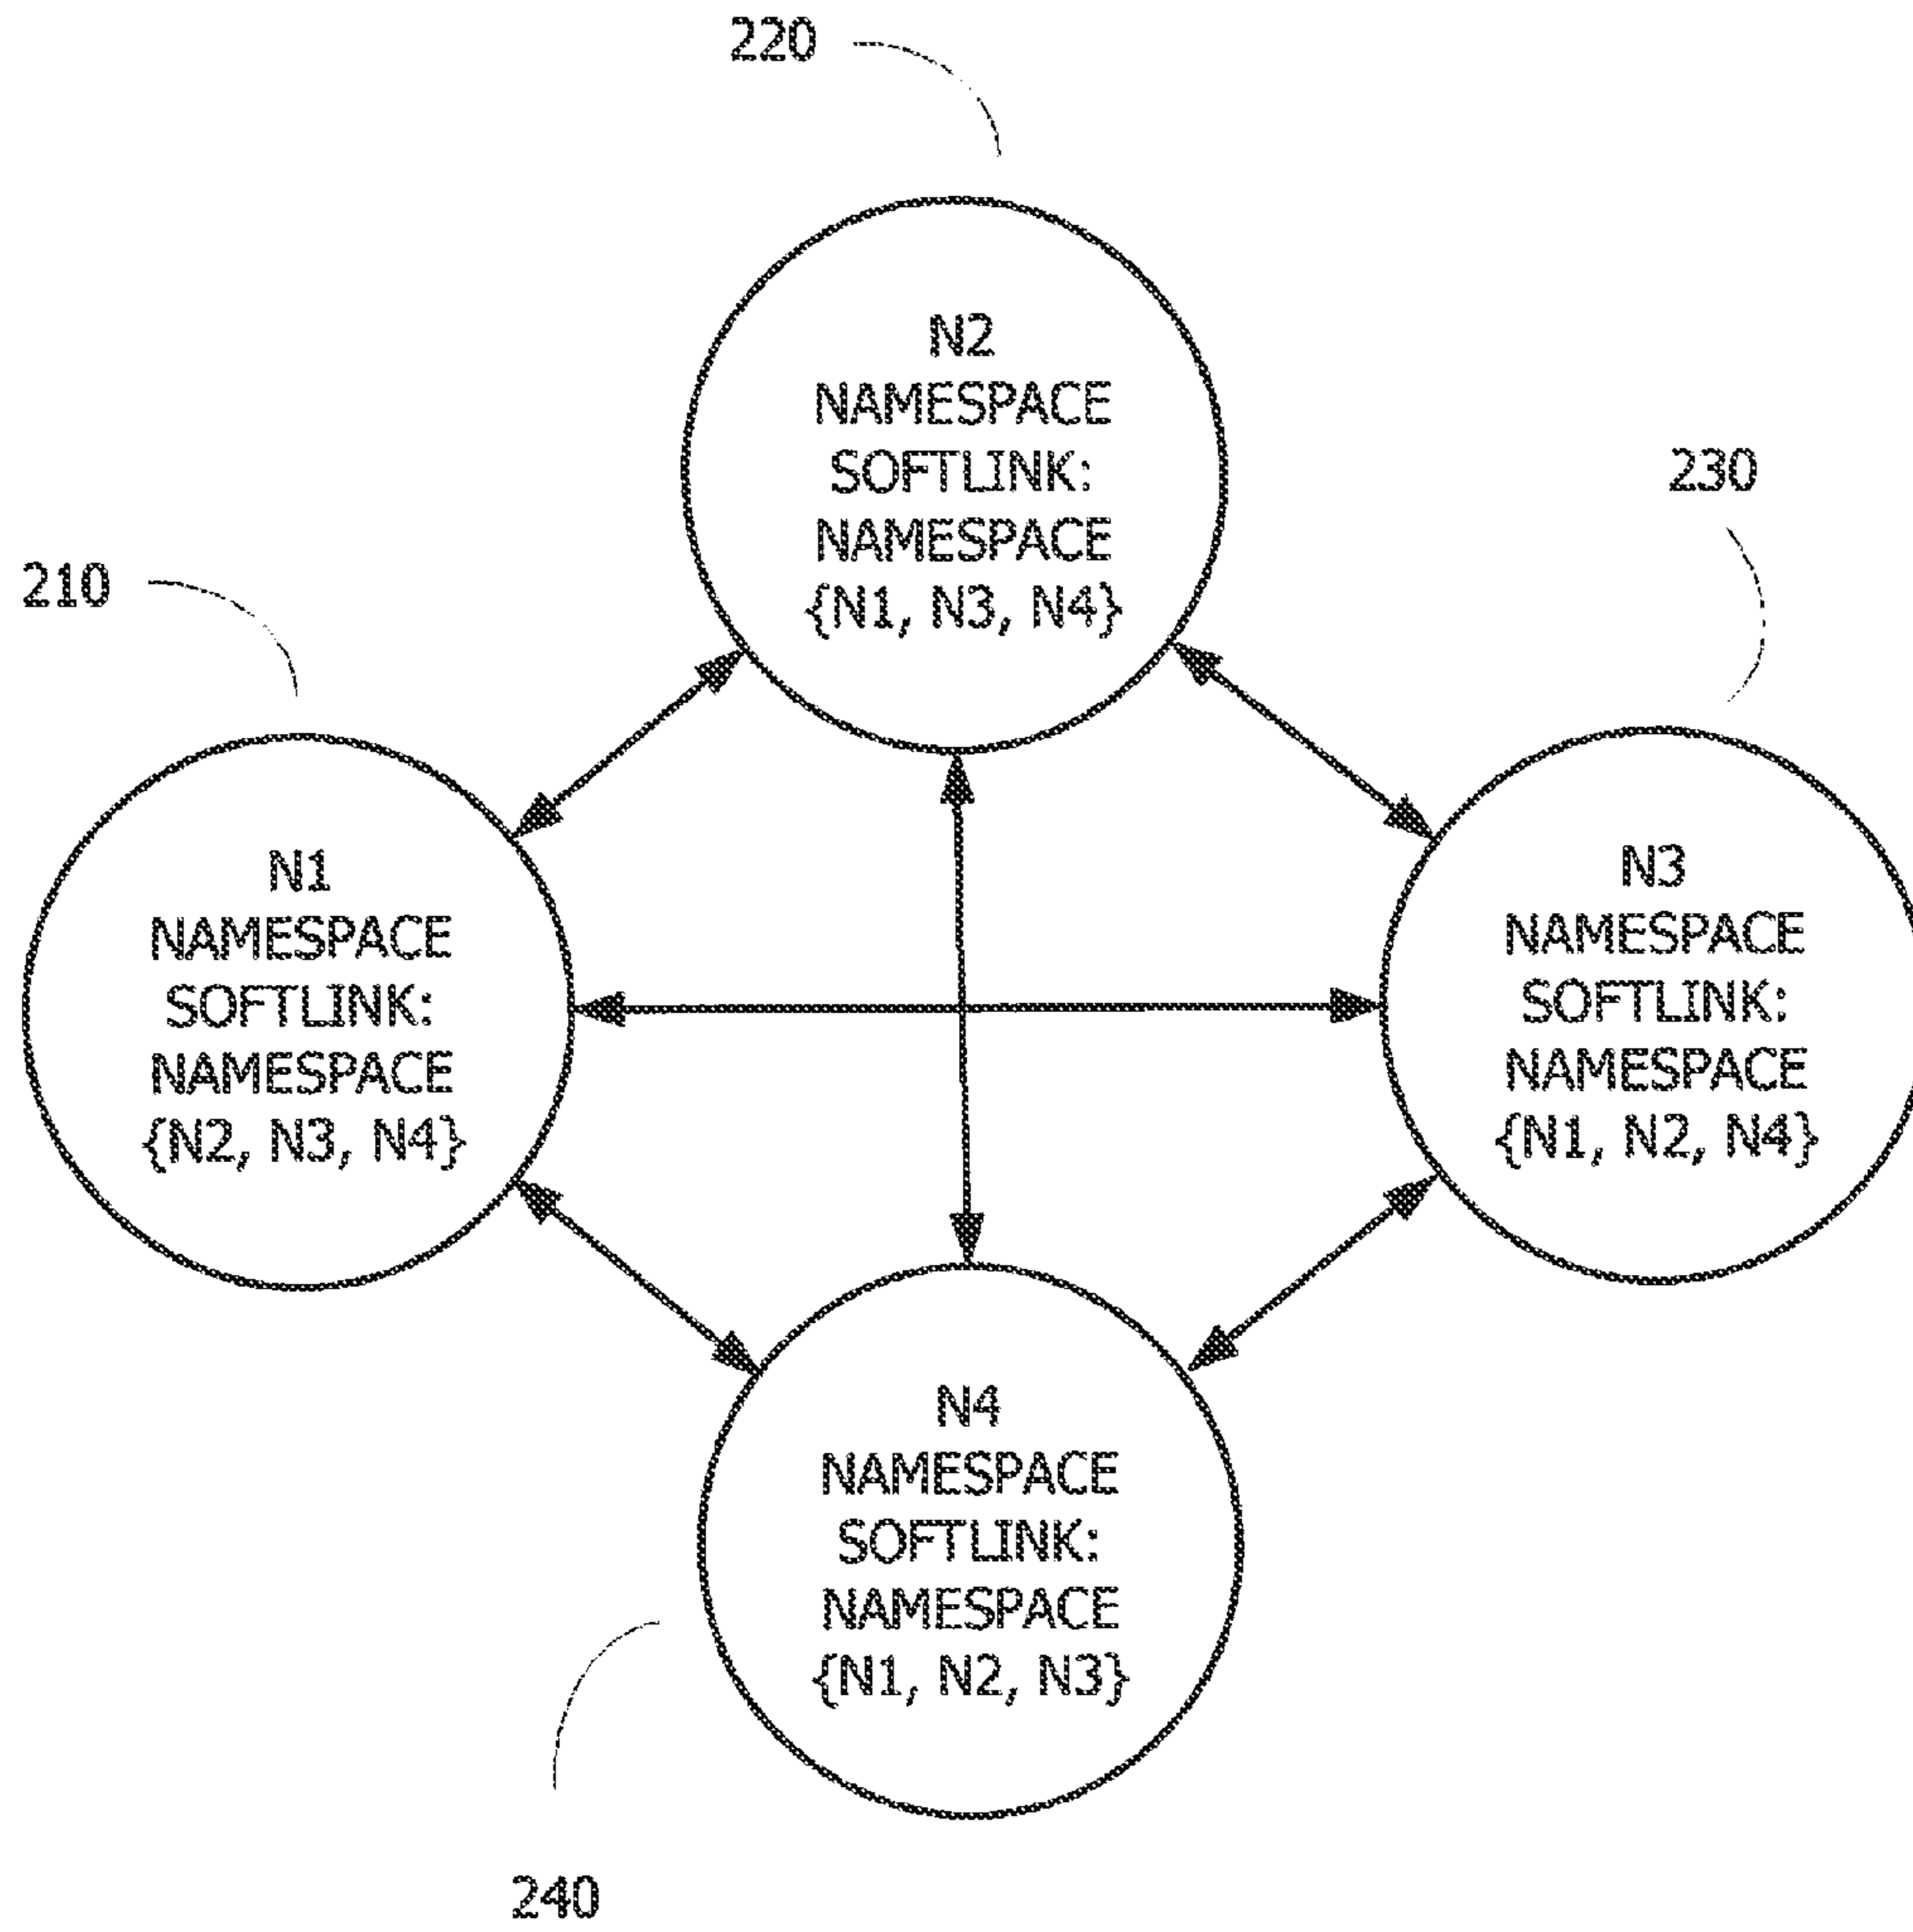 220
N2
NAMESPACE
SOFTLINK:
NAMESPACE
{N1, N3, N4}
230
210
N1
NAMESPACE
SOFTLINK:
NAMESPACE
{N2, N3, N4}
N3
NAMESPACE
SOFTLINK:
NAMESPACE
{N1, N2, N4}
N4
NAMESPACE
SOFTLINK:
NAMESPACE
{N1, N2, N3}
240